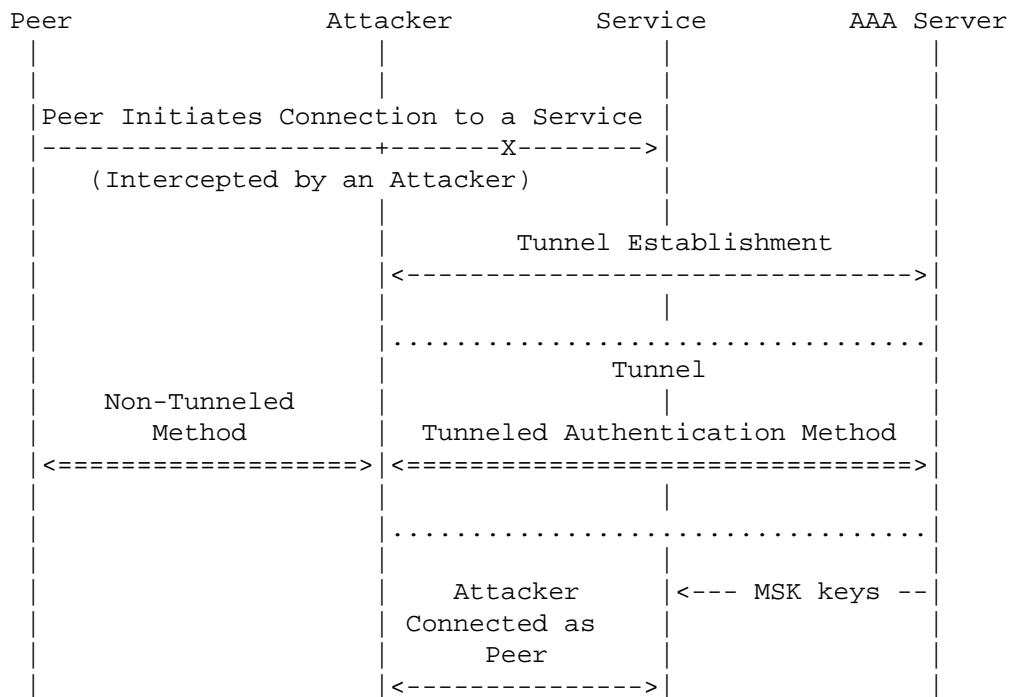 Peer Attacker Service AAA Server
Peer Initiates Connection to a Service
---------------------+-------X-------->
(Intercepted by an Attacker)
Tunnel Establishment
<--------------------------------->
..................................
Tunnel
Non-Tunneled
Method Tunneled Authentication Method
<===================> <================================>
..................................
Attacker <--- MSK keys --
Connected as
Peer
<--------------->